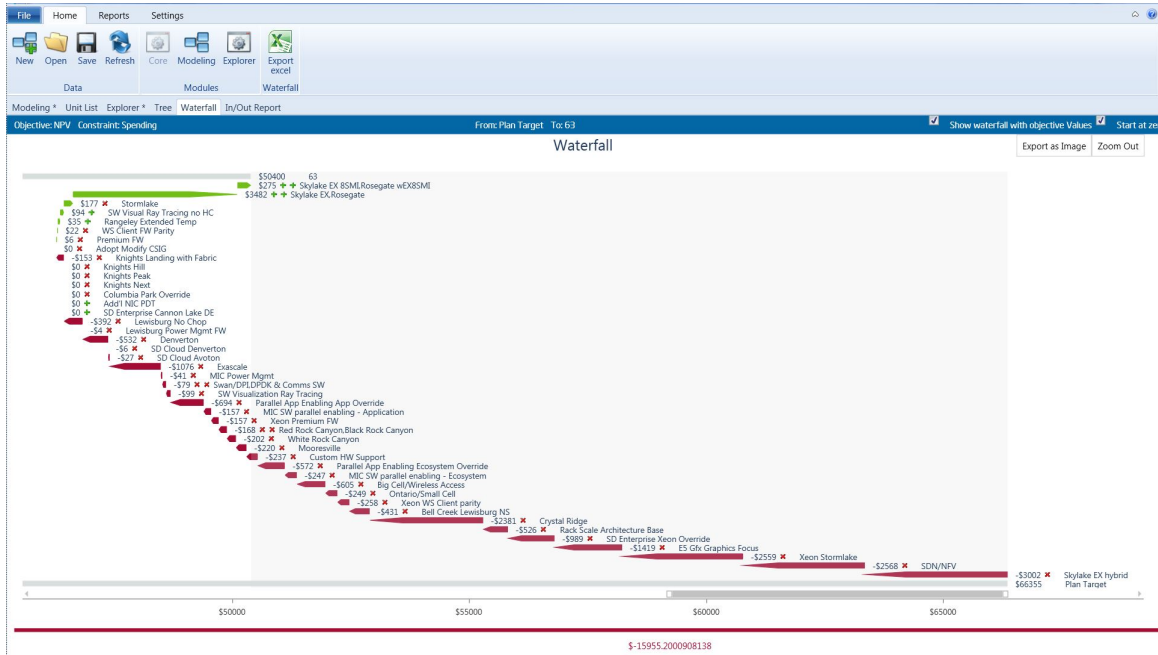 File Home Reports Settings
New Open Save Refresh Core Modeling Explorer Export excel
Data Modules Waterfall
Modeling * Unit List Explorer * Tree Waterfall In/Out Report
Objective: NPV Constraint: Spending From: Plan Target To: 63 Show waterfall with objective Values Start at
Waterfall
Export as Image Zoom Out
$50400 63
$275 Skylake EX 8SMI,Rosegate wEX8SMI
$3482 Skylake EX,Rosegate
$177 Stormlake
$94 SW Visual Ray Tracing no HC
$35 Rangeley Extended Temp
$22 WS Client FW Parity
$6 Premium FW
$0 Adopt Modify CSIG
-$153 Knights Landing with Fabric
$0 Knights Hill
$0 Knights Peak
$0 Knights Next
$0 Columbia Park Override
$0 Add'l NIC PDT
$0 SD Enterprise Cannon Lake DE
-$392 Lewisburg No Chop
-$4 Lewisburg Power Mgmt FW
-$532 Denverton
-$6 SD Cloud Denverton
-$27 SD Cloud Avoton
-$1076 Exascale
-$41 MIC Power Mgmt
-$79 Swan/DPI,DPDK & Comms SW
-$99 SW Visualization Ray Tracing
-$694 Parallel App Enabling App Override
-$157 MIC SW parallel enabling - Application
-$157 Xeon Premium FW
-$168 Red Rock Canyon,Black Rock Canyon
-$202 White Rock Canyon
-$220 Mooresville
-$237 Custom HW Support
-$572 Parallel App Enabling Ecosystem Override
-$247 MIC SW parallel enabling - Ecosystem
-$605 Big Cell/Wireless Access
-$249 Ontario/Small Cell
-$258 Xeon WS Client parity
-$431 Bell Creek Lewisburg NS
-$2381 Crystal Ridge
-$526 Rack Scale Architecture Base
-$989 SD Enterprise Xeon Override
-$1419 E5 Gfx Graphics Focus
-$2559 Xeon Stormlake
-$2568 SDN/NFV
-$3002 Skylake EX hybrid
$66355 Plan Target
$50000 $55000 $60000 $65000
$-15955.2000908138